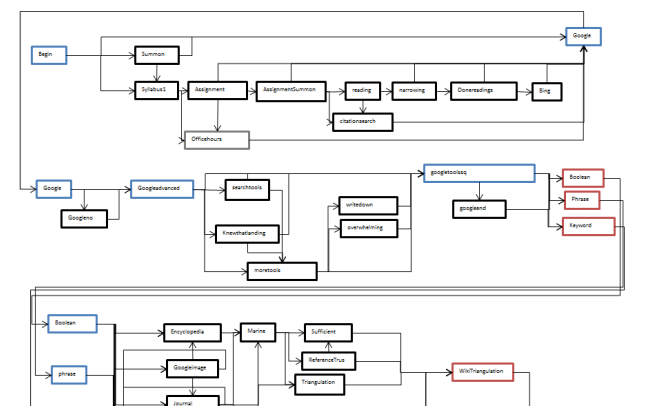 Google
Begin
Summon
Syllabus1
Assignment
AssignmentSummon
reading
narrowing
Donereadings
Bing
citationsearch
Officehours
Google
Googleadvanced
searchtools
googletoolssq
Boolean
Googleno
writedown
googleend
Phrase
Knewthatlanding
overwhelming
Keyword
moretools
Boolean
Encyclopedia
Marine
Sufficient
phrase
GoogleImage
ReferenceTrus
WikiTriangulation
Triangulation
Journal